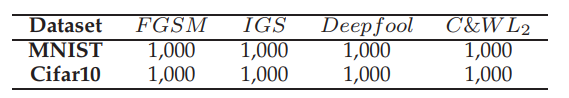 Dataset FGSM IGS Deepfool C&W L2
MNIST 1,000 1,000 1,000 1,000
Cifar10 1,000 1,000 1,000 1,000